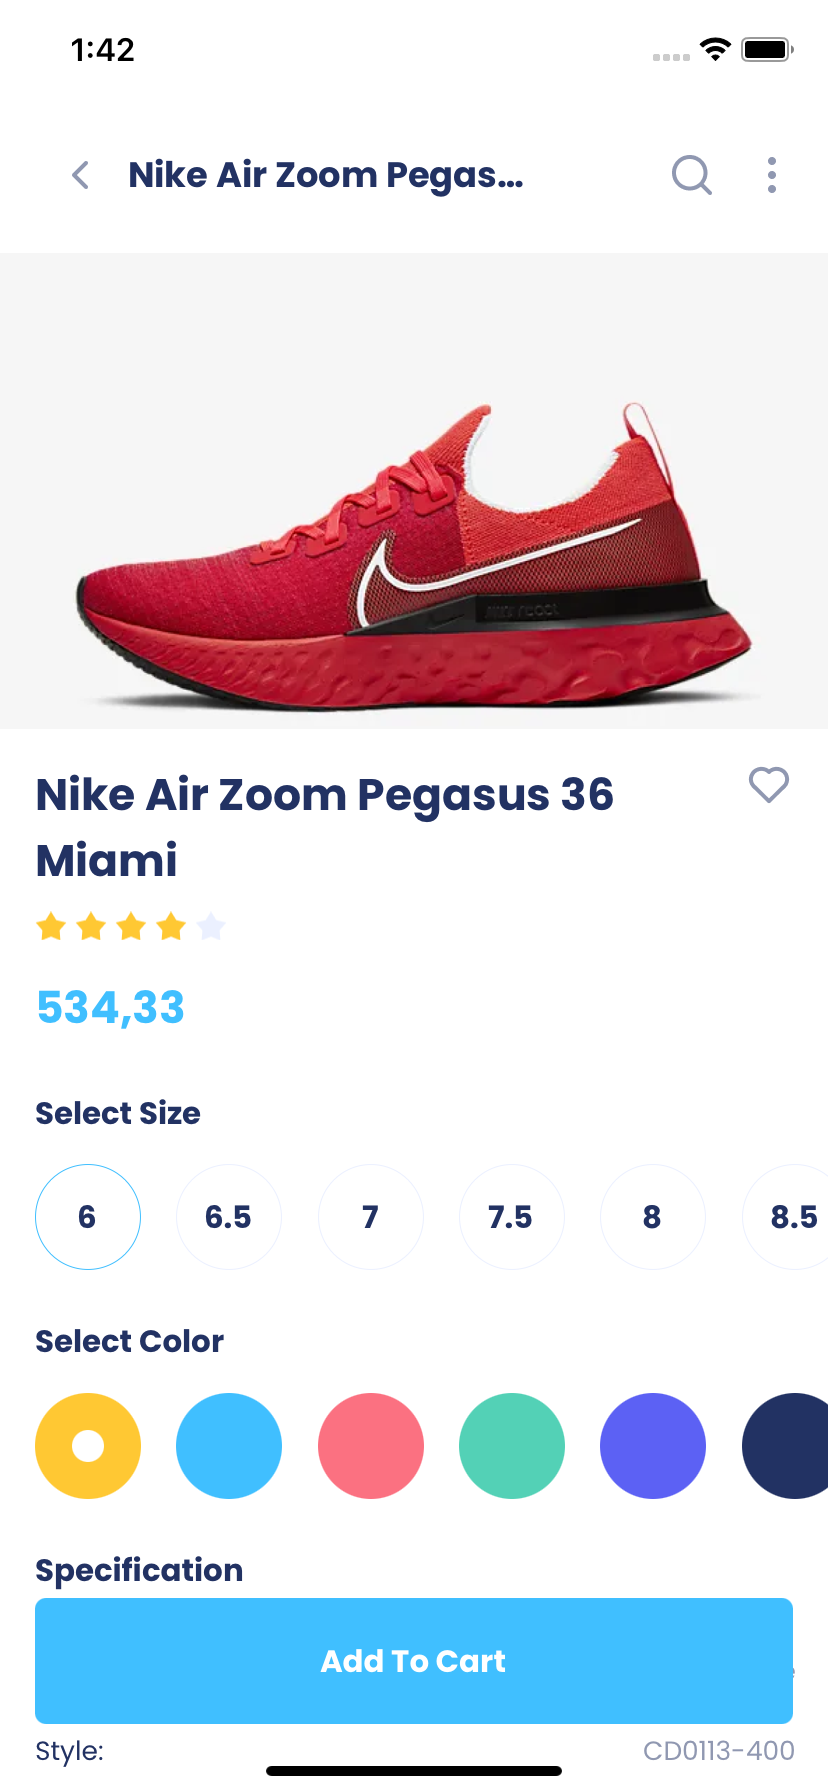 1:42
Nike Air Zoom Pegas...
Nike Air Zoom Pegasus 36
Miami
534,33
Select Size
6 6.5 7 7.5 8 8.5
Select Color
Specification
Add To Cart
Style: CD0113-400